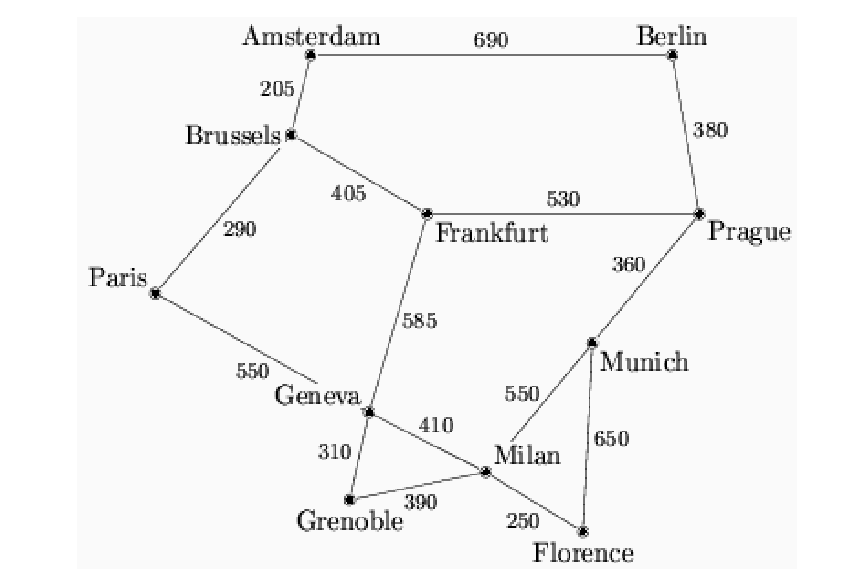 Amsterdam
690
Berlin
205
Brussels
380
405
530
290
Frankfurt
Prague
360
Paris
585
550
Munich
Geneva
550
410
650
310
Milan
390
250
Grenoble
Florence